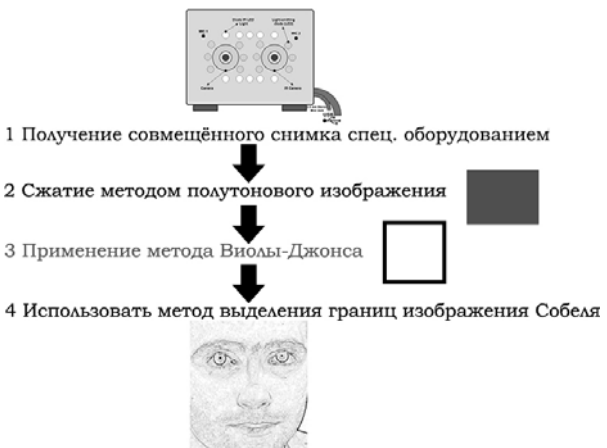 1 Получение совмещённого снимка спец. оборудованием
2 Сжатие методом полутонового изображения
3 Применение метода Виолы-Джонса
4 Использовать метод выделения границ изображения Собеля